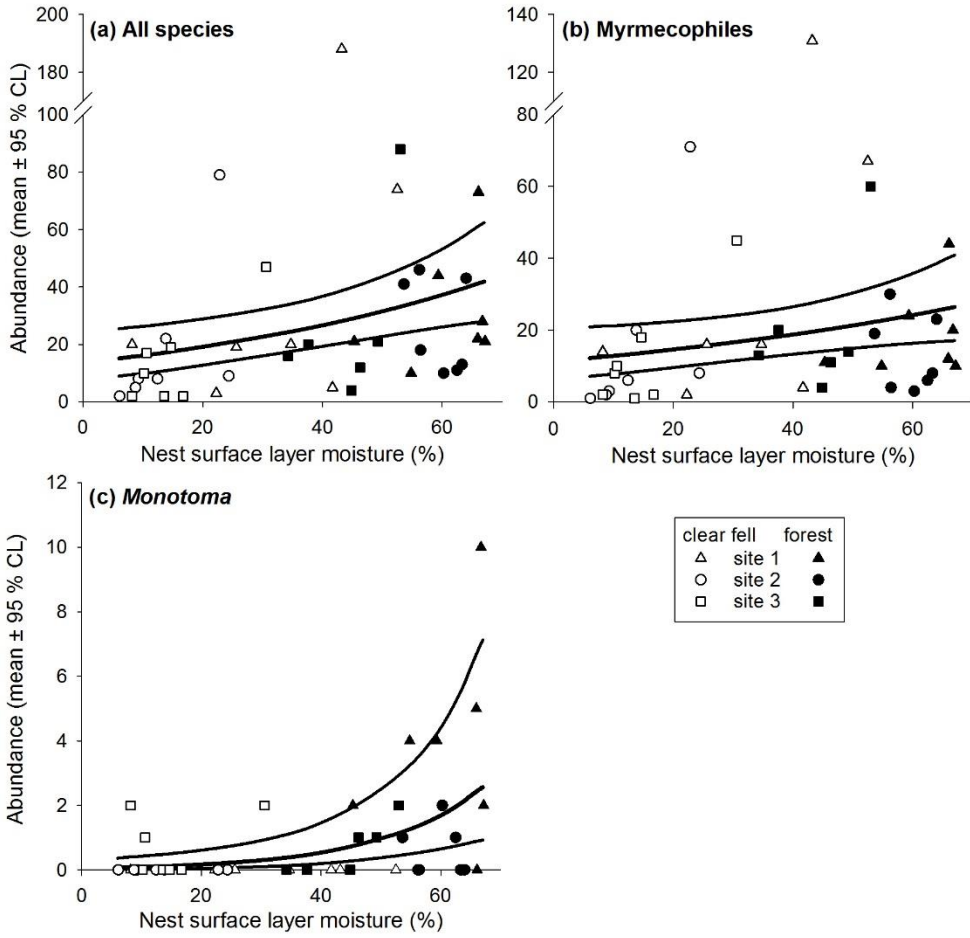 (a) All species
200
180
160
100
80
60
40
20
0
0
20
40
60
Nest surface layer moisture (%)
Abundance (mean ± 95 % CL)
(b) Myrmecophiles
140
120
80
60
40
20
0
0
20
40
60
Nest surface layer moisture (%)
(c) Monotoma
12
10
8
6
4
2
0
0
20
40
60
Nest surface layer moisture (%)
Abundance (mean ± 95 % CL)
clear fell forest
site 1
site 2
site 3